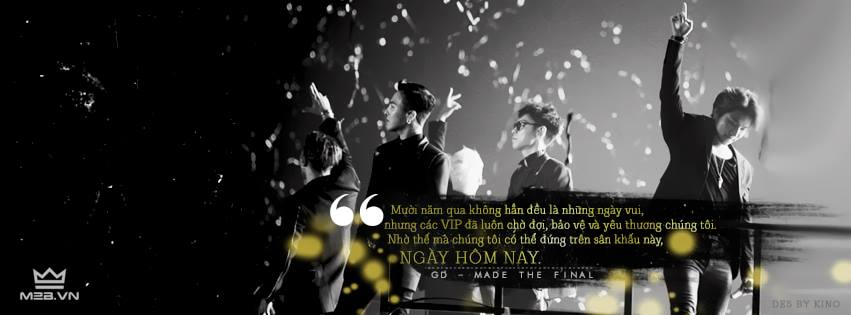 Mười năm qua không hẳn đều là những ngày vui,
nhưng các VIP đã luôn chờ đợi, bảo vệ và yêu thương chúng tôi.
Nhờ thế mà chúng tôi có thể đứng trên sân khấu này,
NGÀY HÔM NAY.
GD - MADE THE FINAL
M2B.VN
DES BY KINO